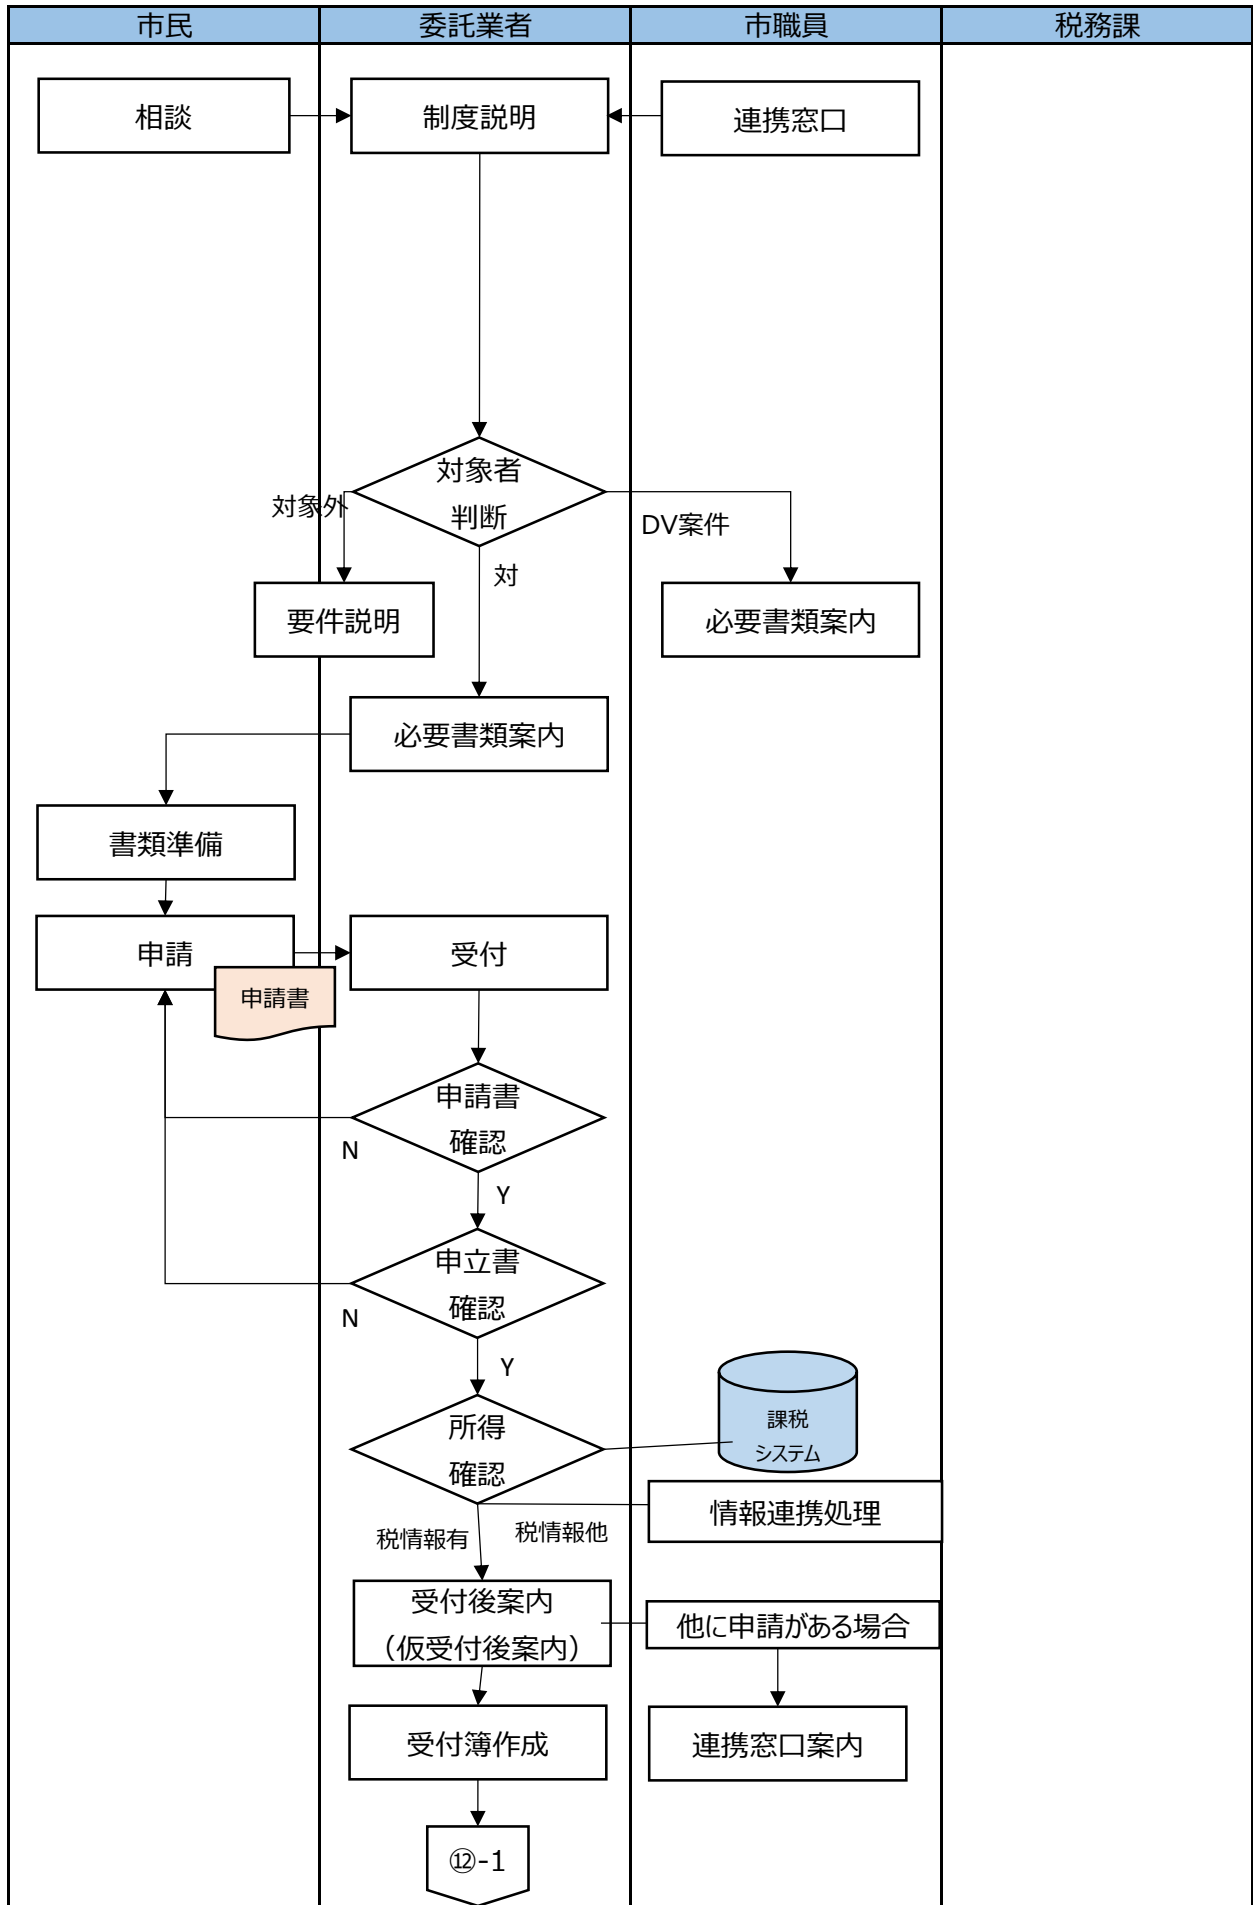 市民
委託業者
市職員
税務課
相談
制度説明
連携窓口
対象者
判断
対象外
DV案件
対
要件説明
必要書類案内
必要書類案内
書類準備
申請
受付
申請書
申請書
確認
N
Y
申立書
確認
N
Y
所得
確認
課税
システム
情報連携処理
税情報有
税情報他
受付後案内
（仮受付後案内）
他に申請がある場合
受付簿作成
連携窓口案内
⑫-1